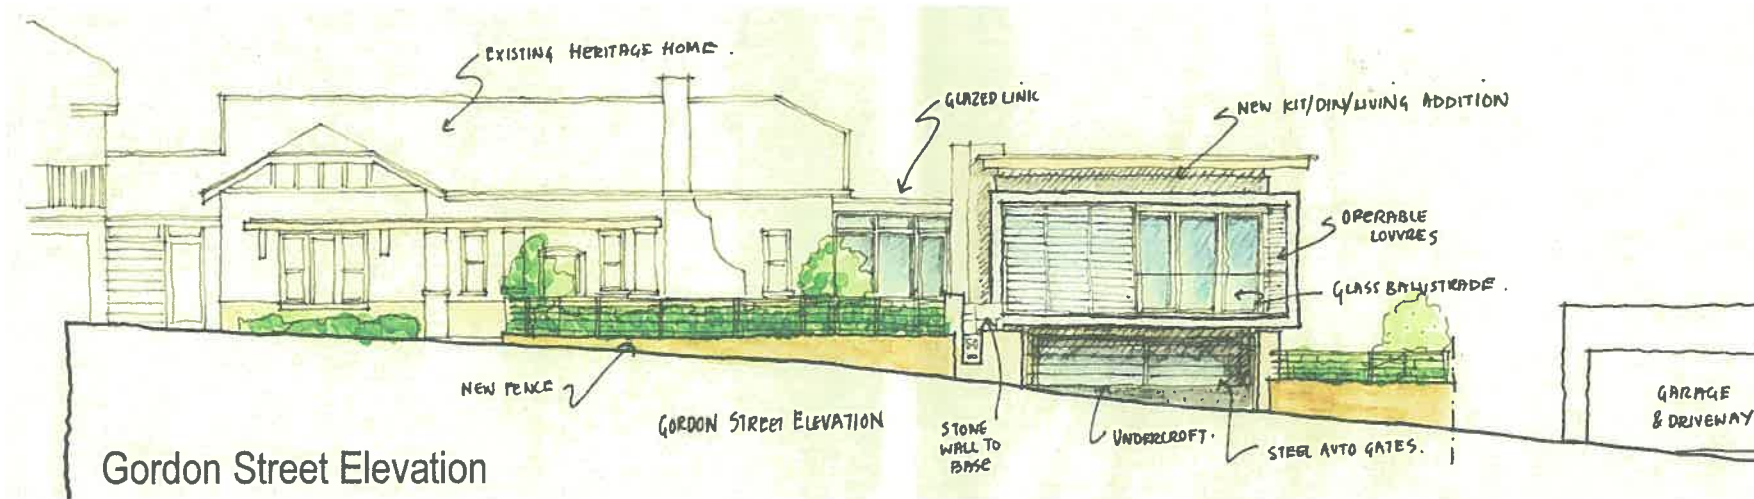 EXISTING HERITAGE HOME.
GLAZED LINK
NEW KIT/DIN/LIVING ADDITION
OPERABLE
LOUVRES
GLASS BALUSTRADE.
NEW FENCE
GORDON STREET ELEVATION
STONE
WALL TO
BASE
UNDERCROFT.
STEEL AUTO GATES.
GARAGE
& DRIVEWAY
Gordon Street Elevation